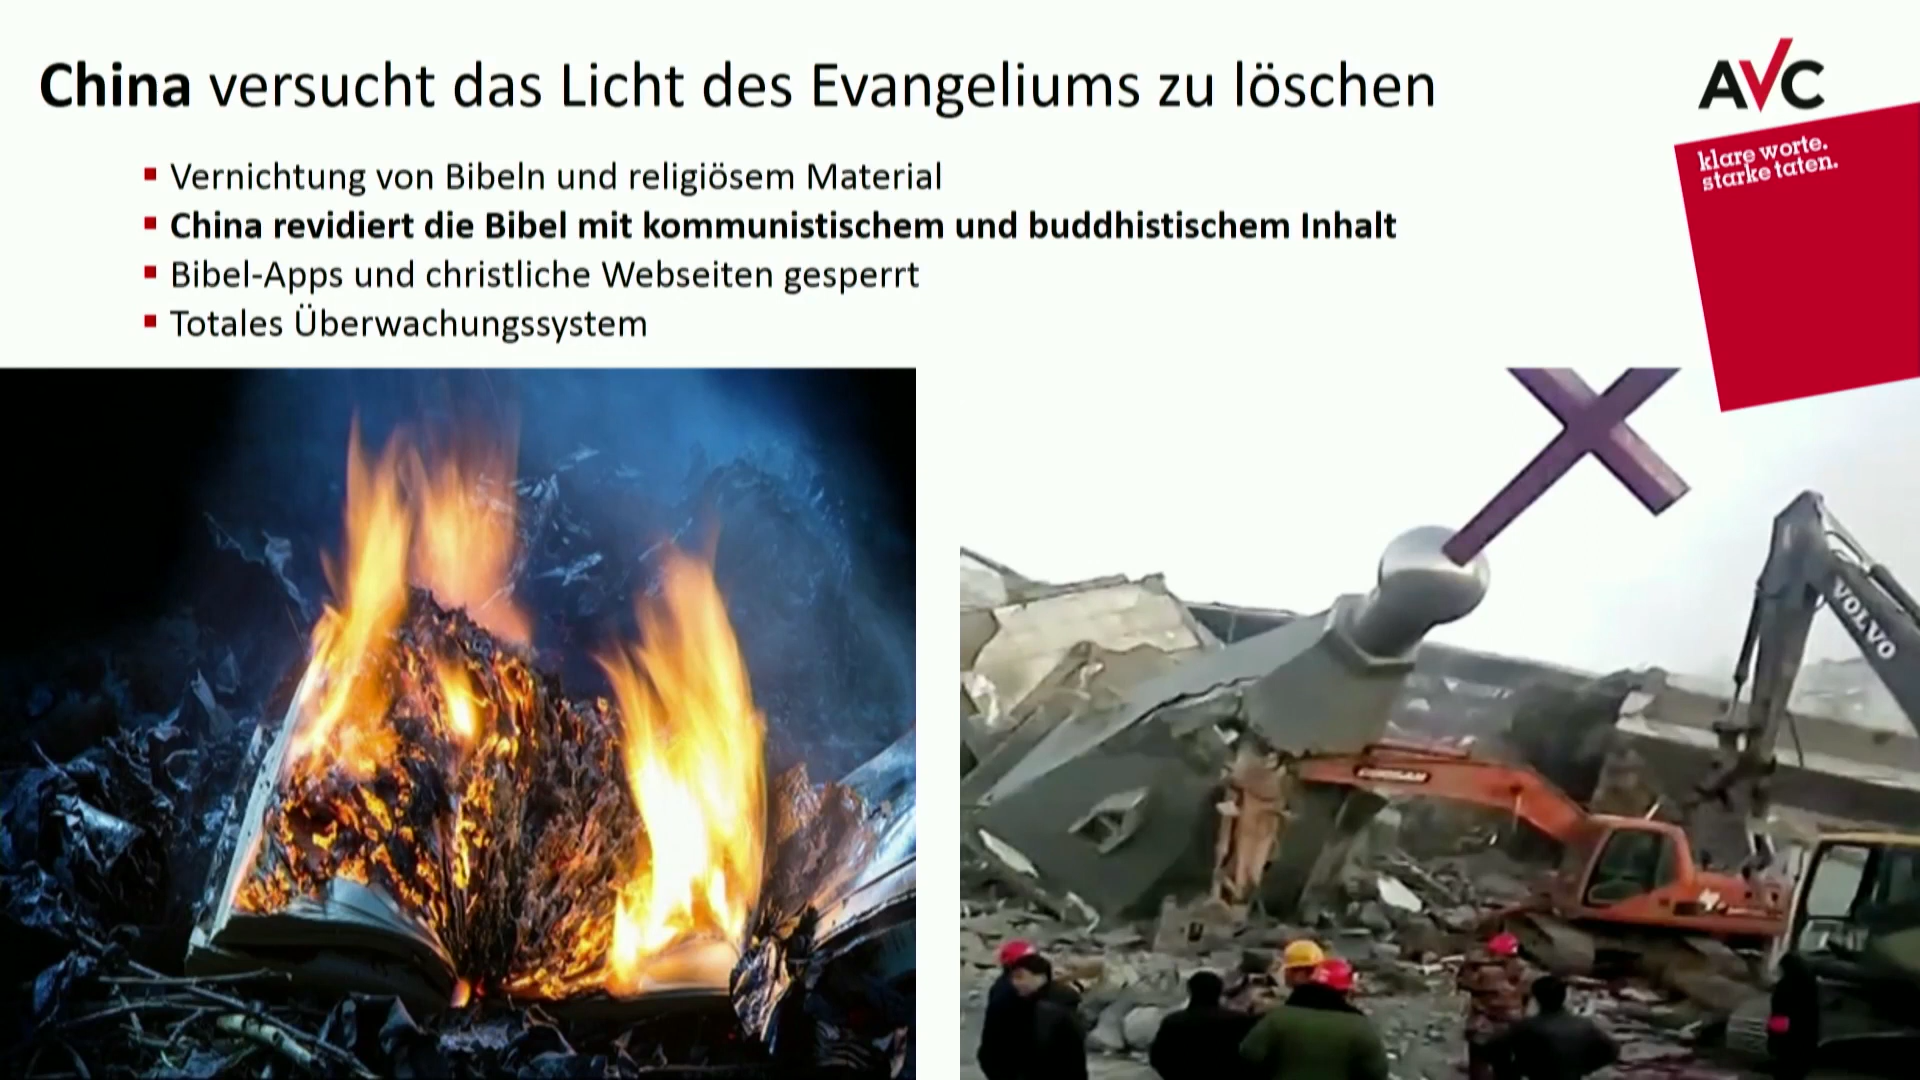 China versucht das Licht des Evangeliums zu löschen
AVC
klare worte.
starke taten.
▪ Vernichtung von Bibeln und religiösem Material
▪ China revidiert die Bibel mit kommunistischem und buddhistischem Inhalt
▪ Bibel-Apps und christliche Webseiten gesperrt
▪ Totales Überwachungssystem
VOLVO